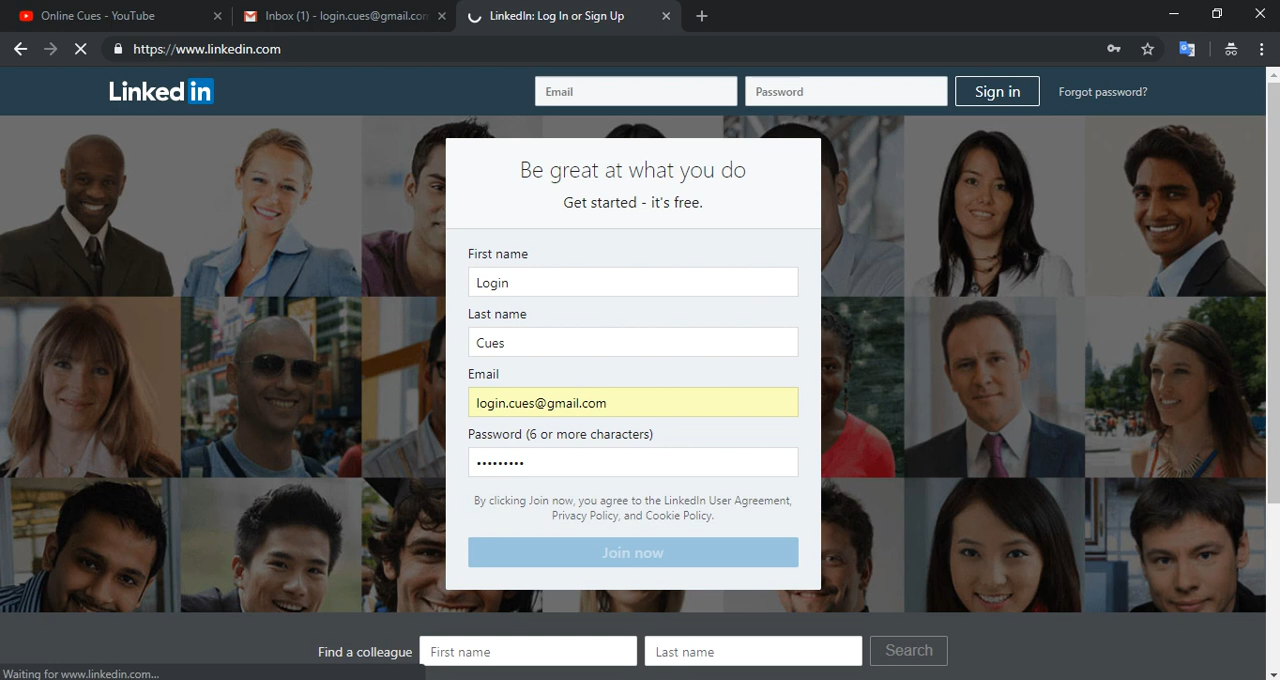 Online Cues - YouTube
Inbox (1) - login.cues@gmail.com
LinkedIn: Log In or Sign Up
https://www.linkedin.com
Linked in
Email
Password
Sign in
Forgot password?
Be great at what you do
Get started - it's free.
First name
Login
Last name
Cues
Email
login.cues@gmail.com
Password (6 or more characters)
•••••••••
By clicking Join now, you agree to the LinkedIn User Agreement,
Privacy Policy, and Cookie Policy.
Join now
Find a colleague
First name
Last name
Search
Waiting for www.linkedin.com...